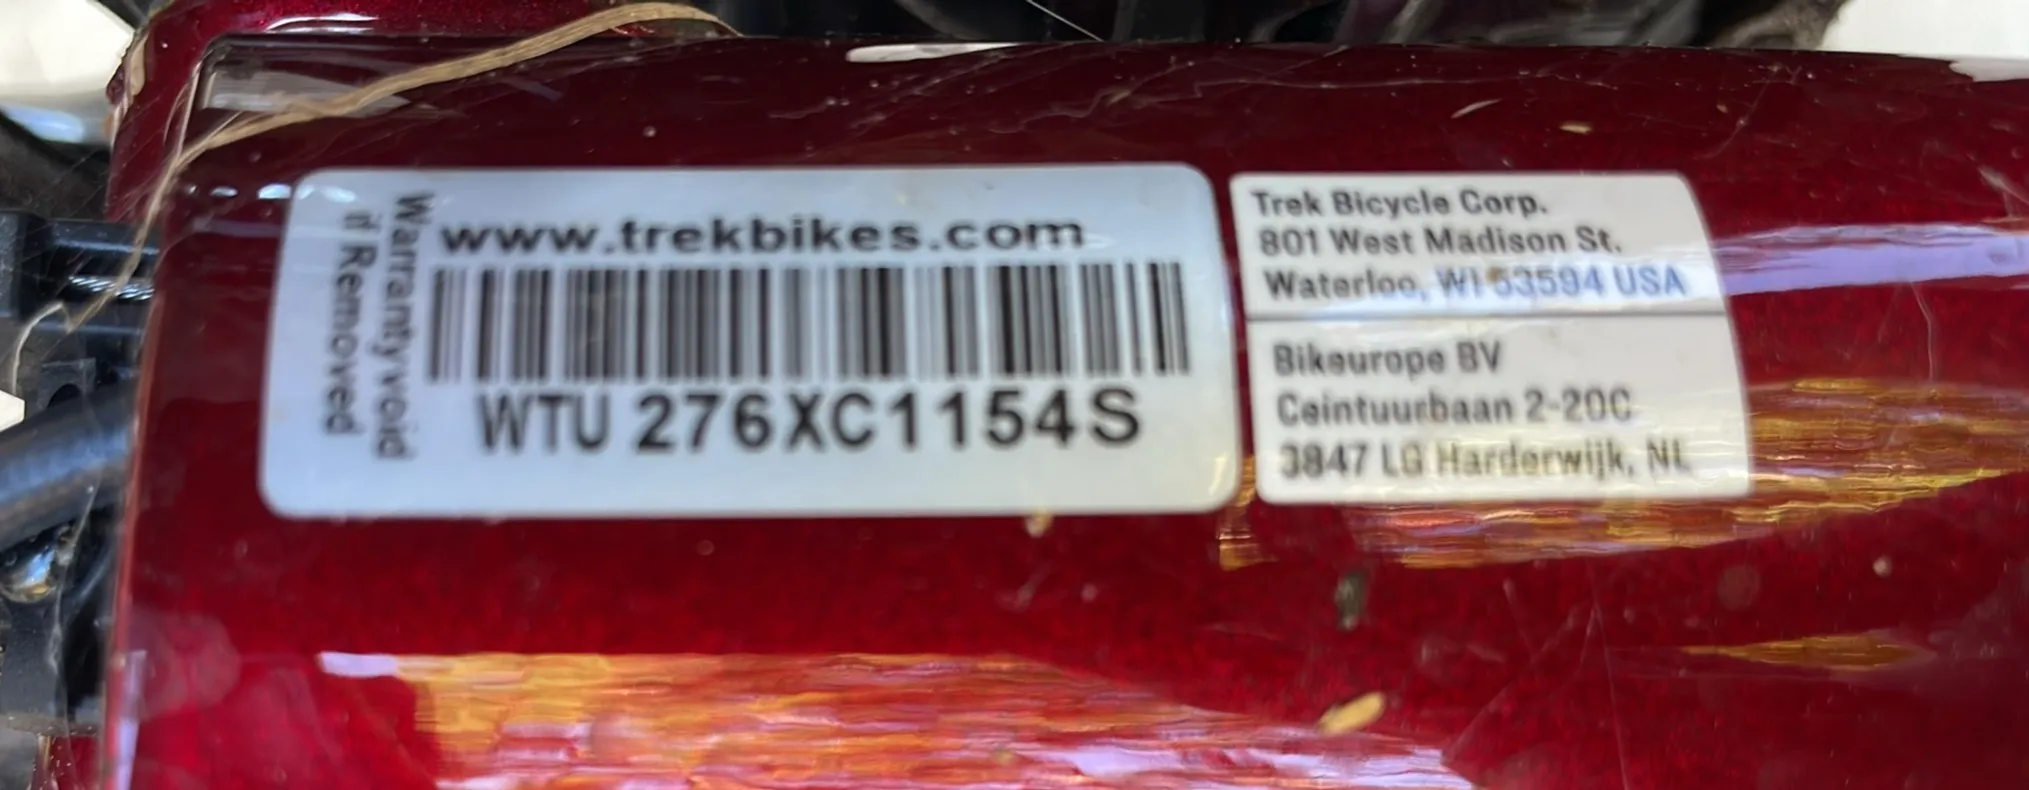 www.trekbikes.com
WTU 276XC1154S
Warranty void
if Removed
Trek Bicycle Corp.
801 West Madison St.
Waterloo, WI 53594 USA
Bikeurope BV
Ceintuurbaan 2-20C
3847 LG Harderwijk, NL